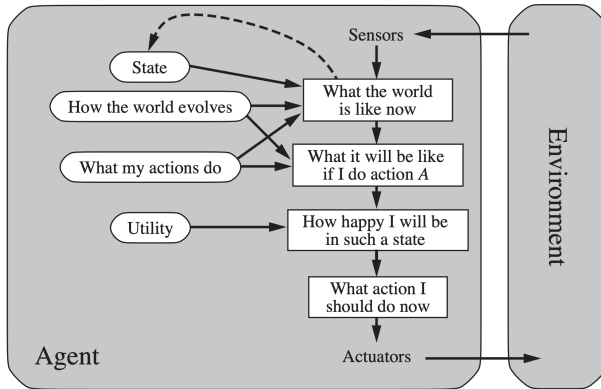 Sensors
State
What the world
is like now
How the world evolves
What it will be like
if I do action A
What my actions do
How happy I will be
in such a state
Utility
What action I
should do now
Agent
Actuators
Environment